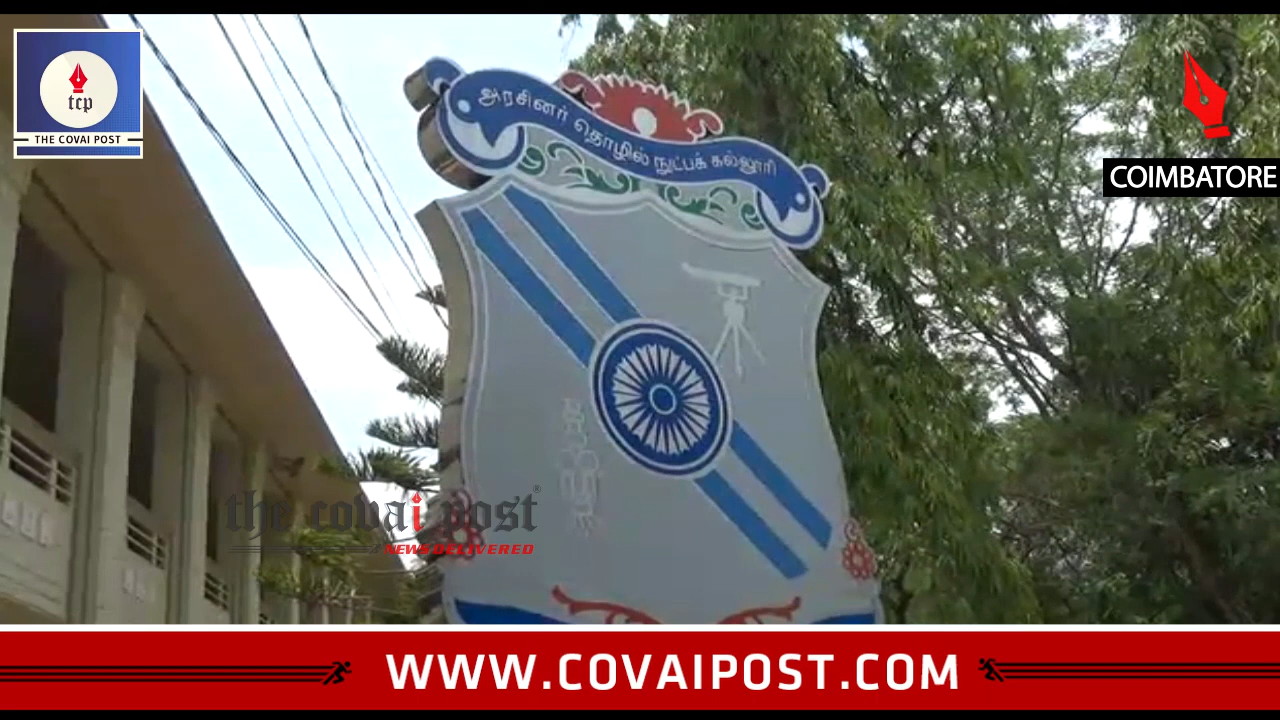 tcp
THE COVAI POST
COIMBATORE
அரசினர் தொழில் நுட்பக் கல்லூரி
the covai post®
NEWS DELIVERED
WWW.COVAIPOST.COM